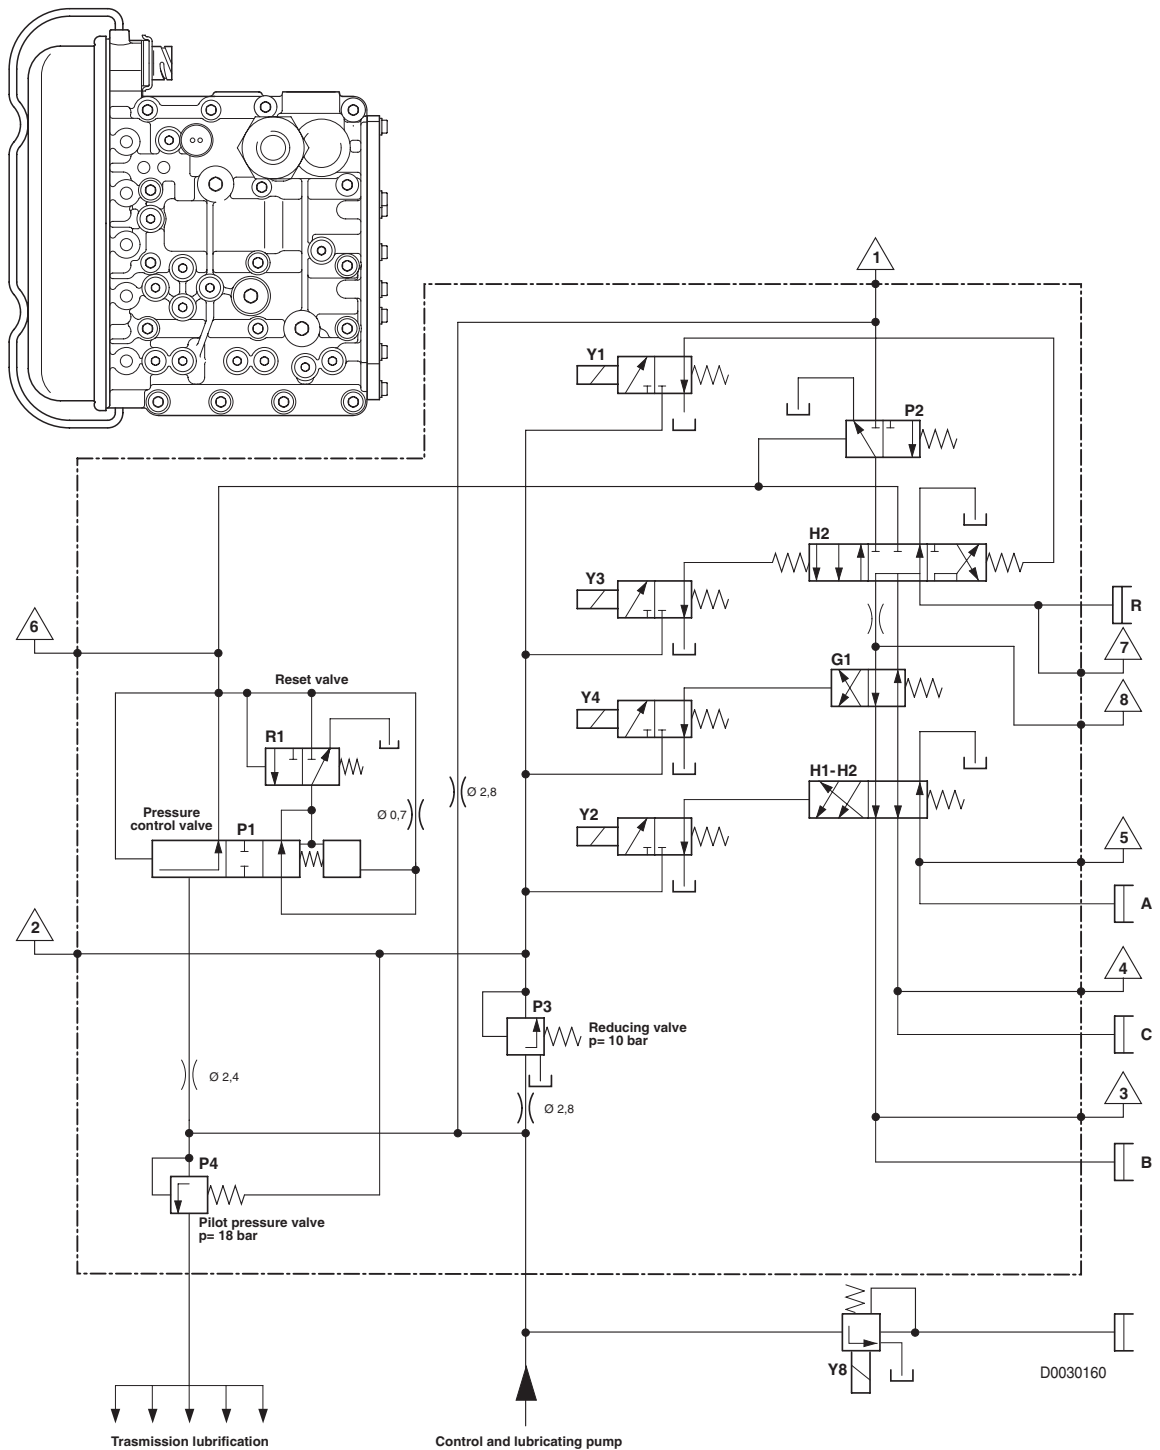 1
Y1
P2
H2
Y3
R
6
7
G1
Reset valve
Y4
8
R1
H1-H2
Ø 2,8
Pressure
control valve
Ø 0,7
P1
Y2
5
A
2
4
P3
Reducing valve
p= 10 bar
C
Ø 2,4
3
Ø 2,8
P4
B
Pilot pressure valve
p= 18 bar
Y8
D0030160
Trasmission lubrification
Control and lubricating pump